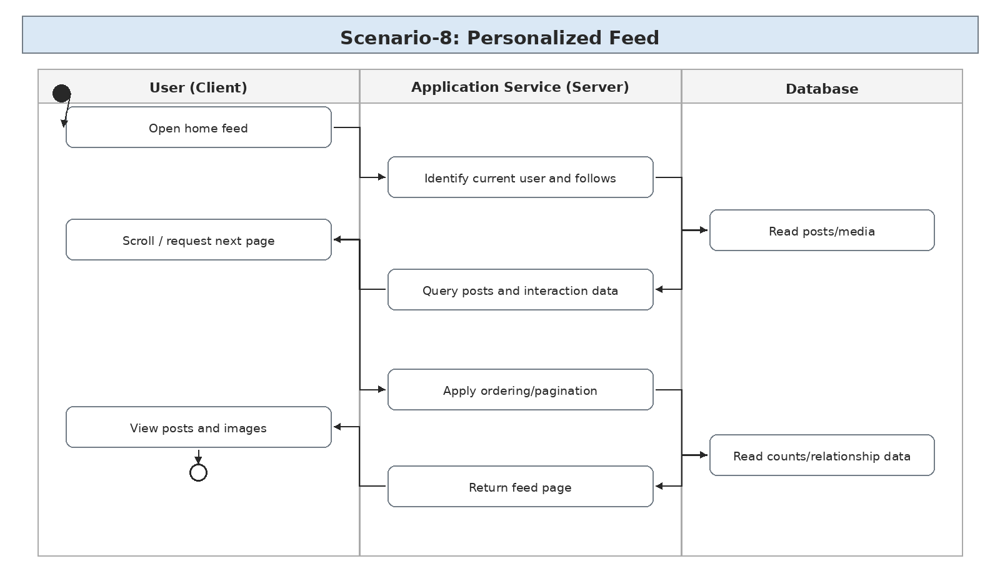 Scenario-8: Personalized Feed
User (Client)
Application Service (Server)
Database
Open home feed
Identify current user and follows
Read posts/media
Scroll / request next page
Query posts and interaction data
Apply ordering/pagination
View posts and images
Read counts/relationship data
Return feed page